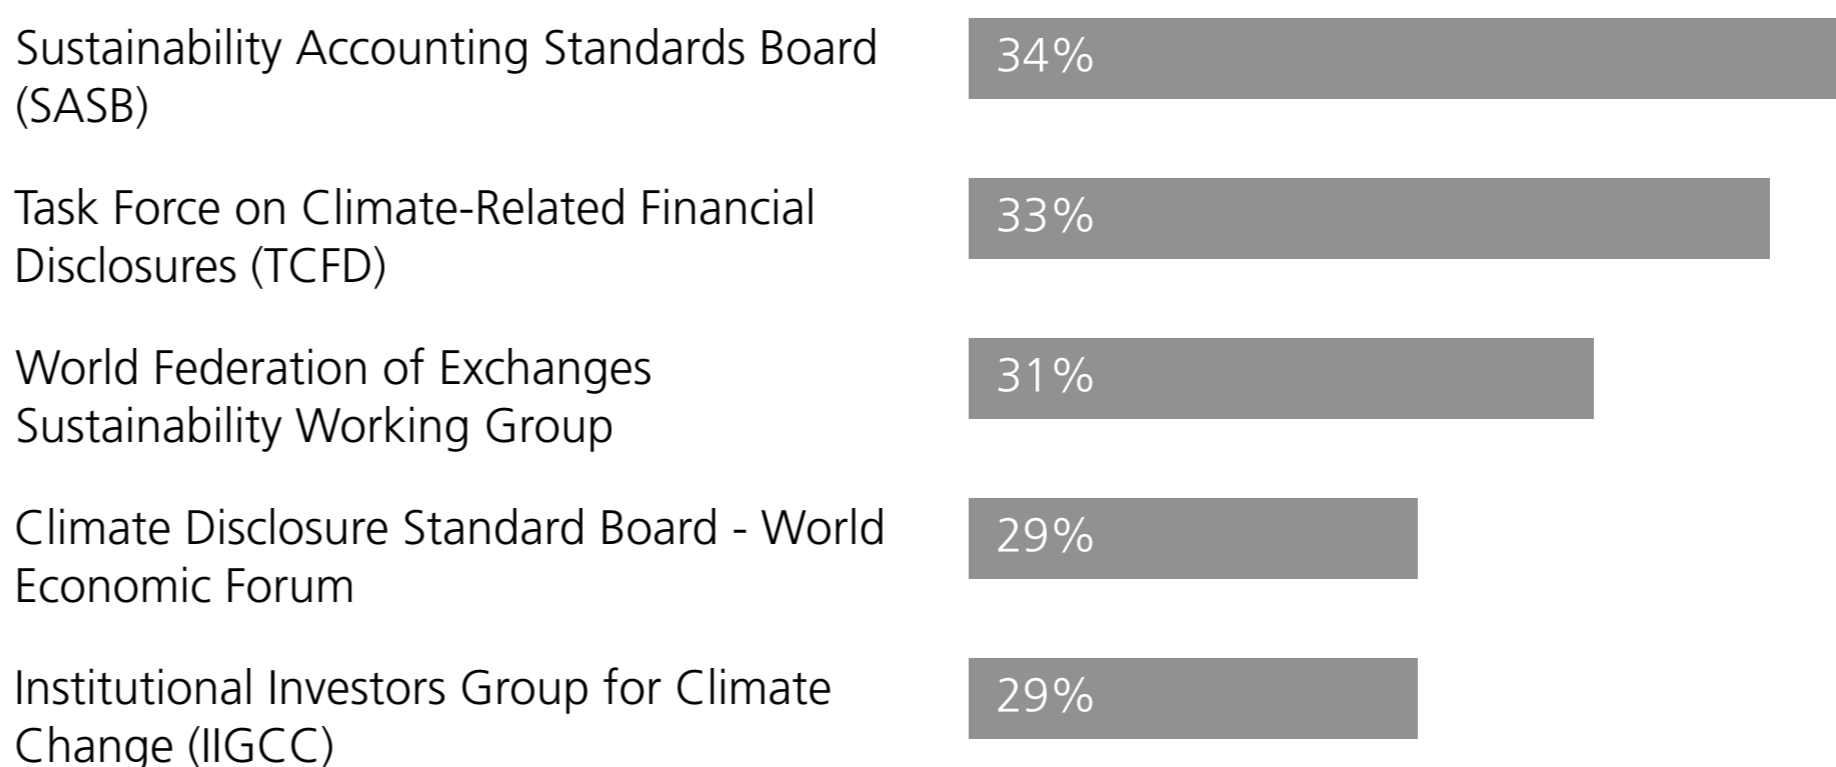 Sustainability Accounting Standards Board
(SASB)
34%
Task Force on Climate-Related Financial
Disclosures (TCFD)
33%
World Federation of Exchanges
Sustainability Working Group
31%
Climate Disclosure Standard Board - World
Economic Forum
29%
Institutional Investors Group for Climate
Change (IIGCC)
29%